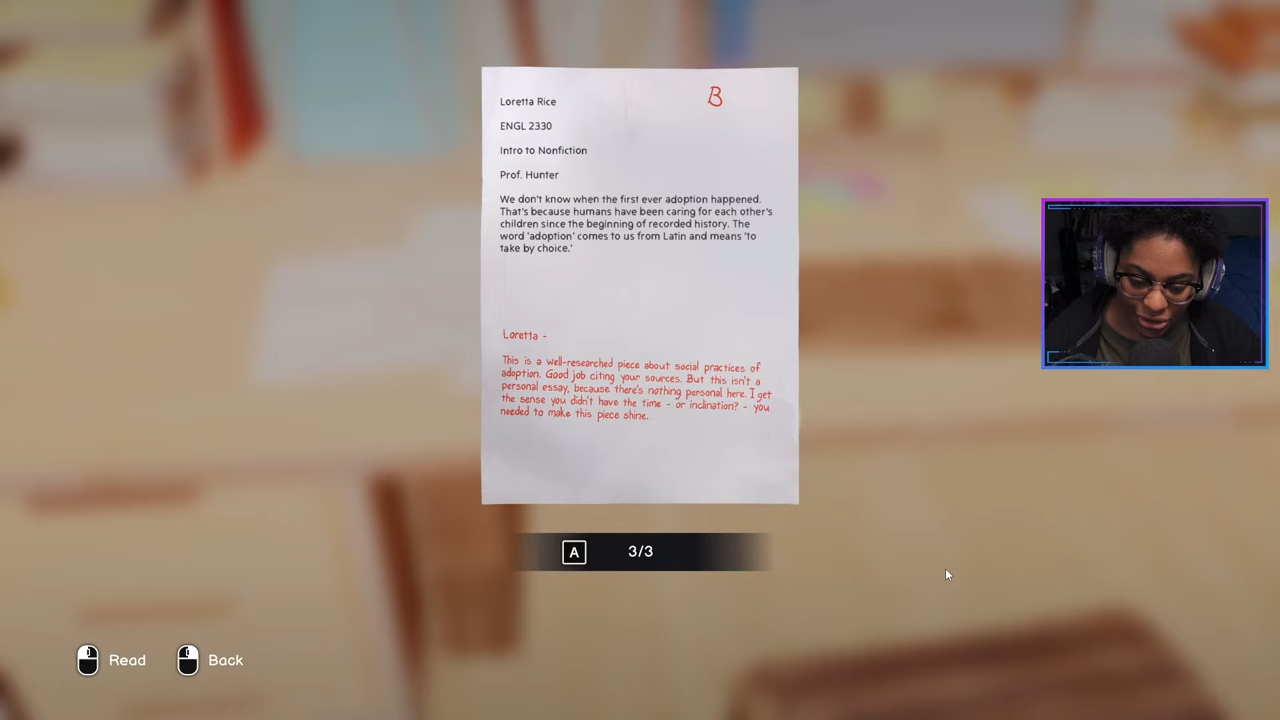 B
Loretta Rice
ENGL 2330
Intro to Nonfiction
Prof. Hunter
We don't know when the first ever adoption happened.
That's because humans have been caring for each other's
children since the beginning of recorded history. The
word 'adoption' comes to us from Latin and means 'to
take by choice.'
Loretta -
This is a well-researched piece about social practices of
adoption. Good job citing your sources. But this isn't a
personal essay, because there's nothing personal here. I get
the sense you didn't have the time - or inclination? - you
needed to make this piece shine.
A 3/3
Read Back